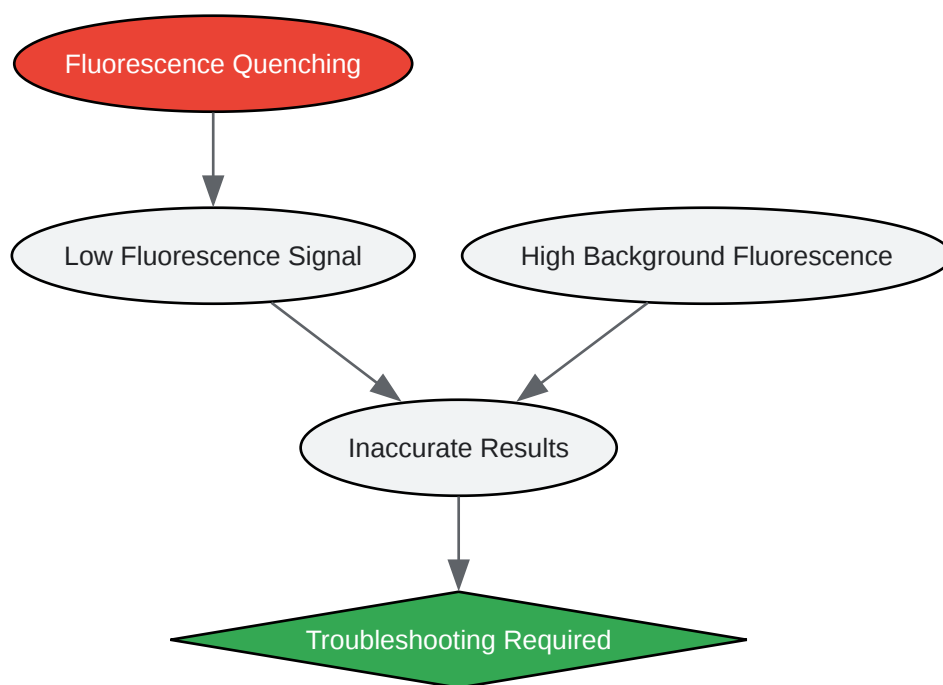 Fluorescence Quenching
Low Fluorescence Signal
High Background Fluorescence
Inaccurate Results
Troubleshooting Required